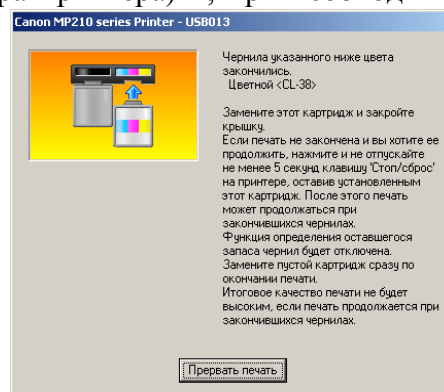 Canon MP210 series Printer - USB013
Чернила указанного ниже цвета
закончились.
Цветной <CL-38>
Замените этот картридж и закройте
крышку.
Если печать не закончена и вы хотите ее
продолжить, нажмите и не отпускайте
не менее 5 секунд клавишу 'Стоп/сброс'
на принтере, оставив установленным
этот картридж. После этого печать
может продолжаться при
закончившихся чернилах.
Функция определения оставшегося
запаса чернил будет отключена.
Замените пустой картридж сразу по
окончании печати.
Итоговое качество печати не будет
высоким, если печать продолжается при
закончившихся чернилах.
Прервать печать